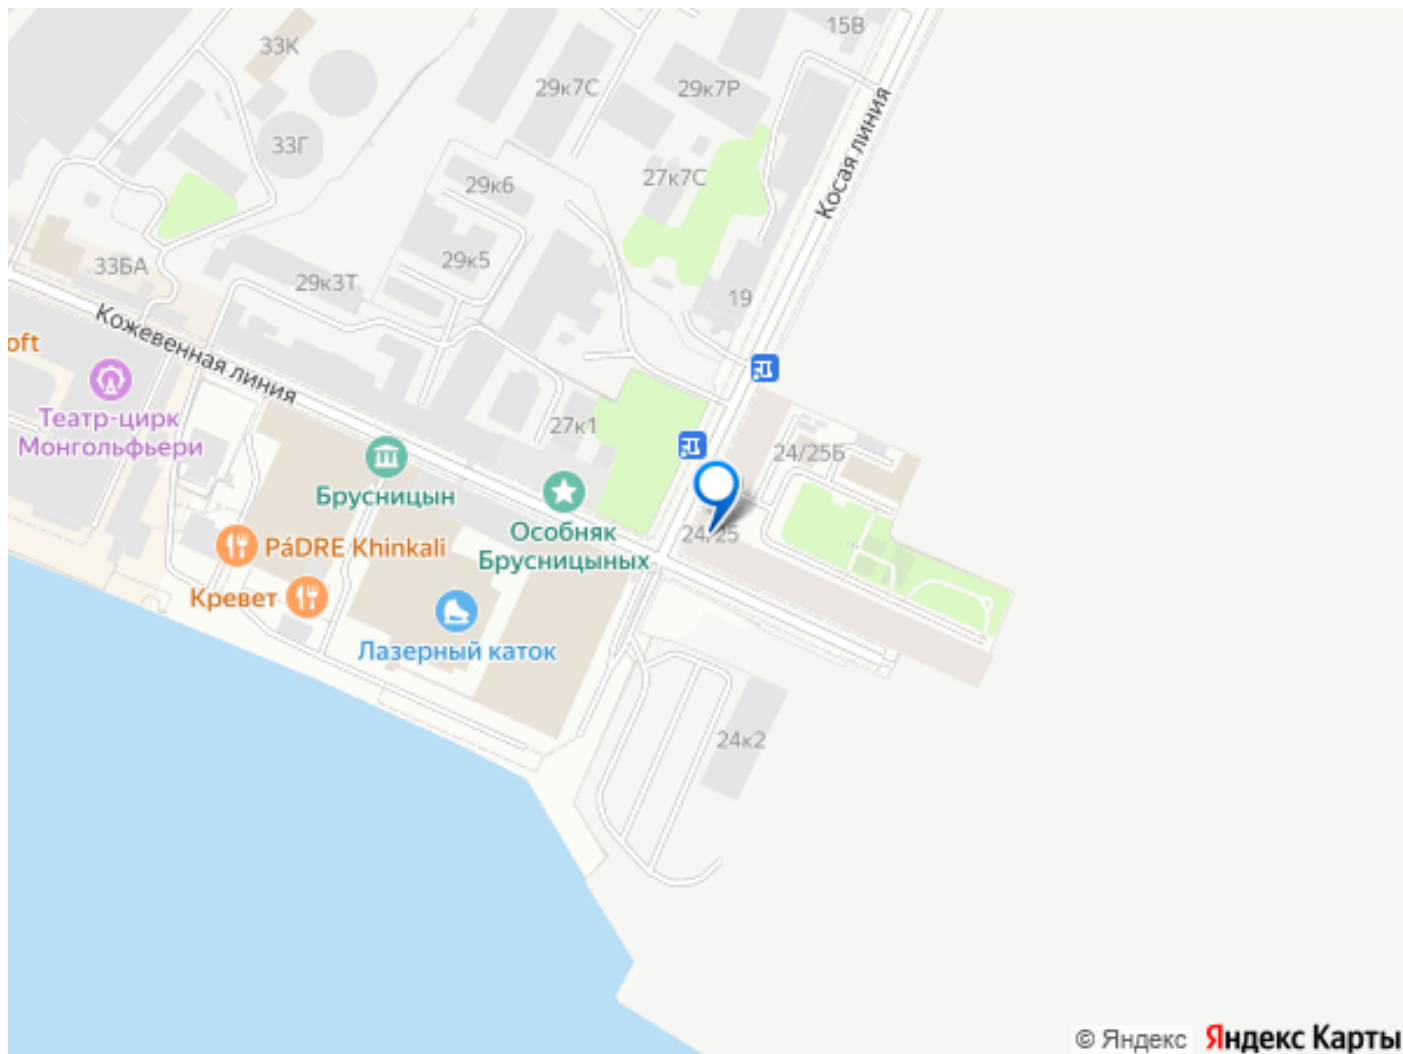 15В
33К
29к7С
29к7Р
33Г
27к7С
Косая линия
29к6
29к5
33БА
29к3Т
19
Кожевенная линия
oft
Театр-цирк
Монгольфьери
27к1
24/25Б
Брусницын
Особняк
Брусницыных
24/25
PáDRE Khinkali
Кревет
Лазерный каток
24к2
© Яндекс Яндекс Карты